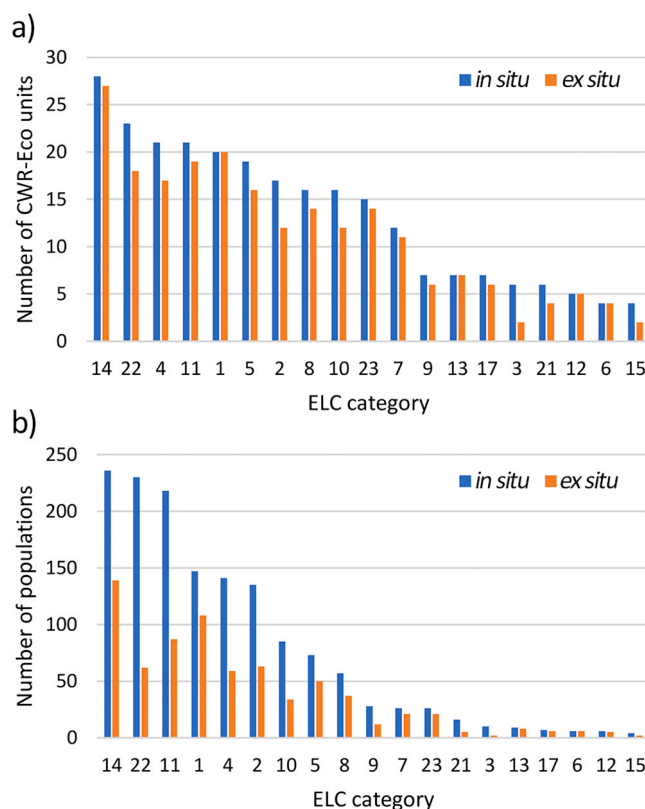 a)
30
in situ ex situ
25
20
15
10
5
0
Number of CWR-Eco units
14 22 4 11 1 5 2 8 10 23 7 9 13 17 3 21 12 6 15
ELC category
b)
250
in situ ex situ
200
150
100
50
0
Number of populations
14 22 11 1 4 2 10 5 8 9 7 23 21 3 13 17 6 12 15
ELC category